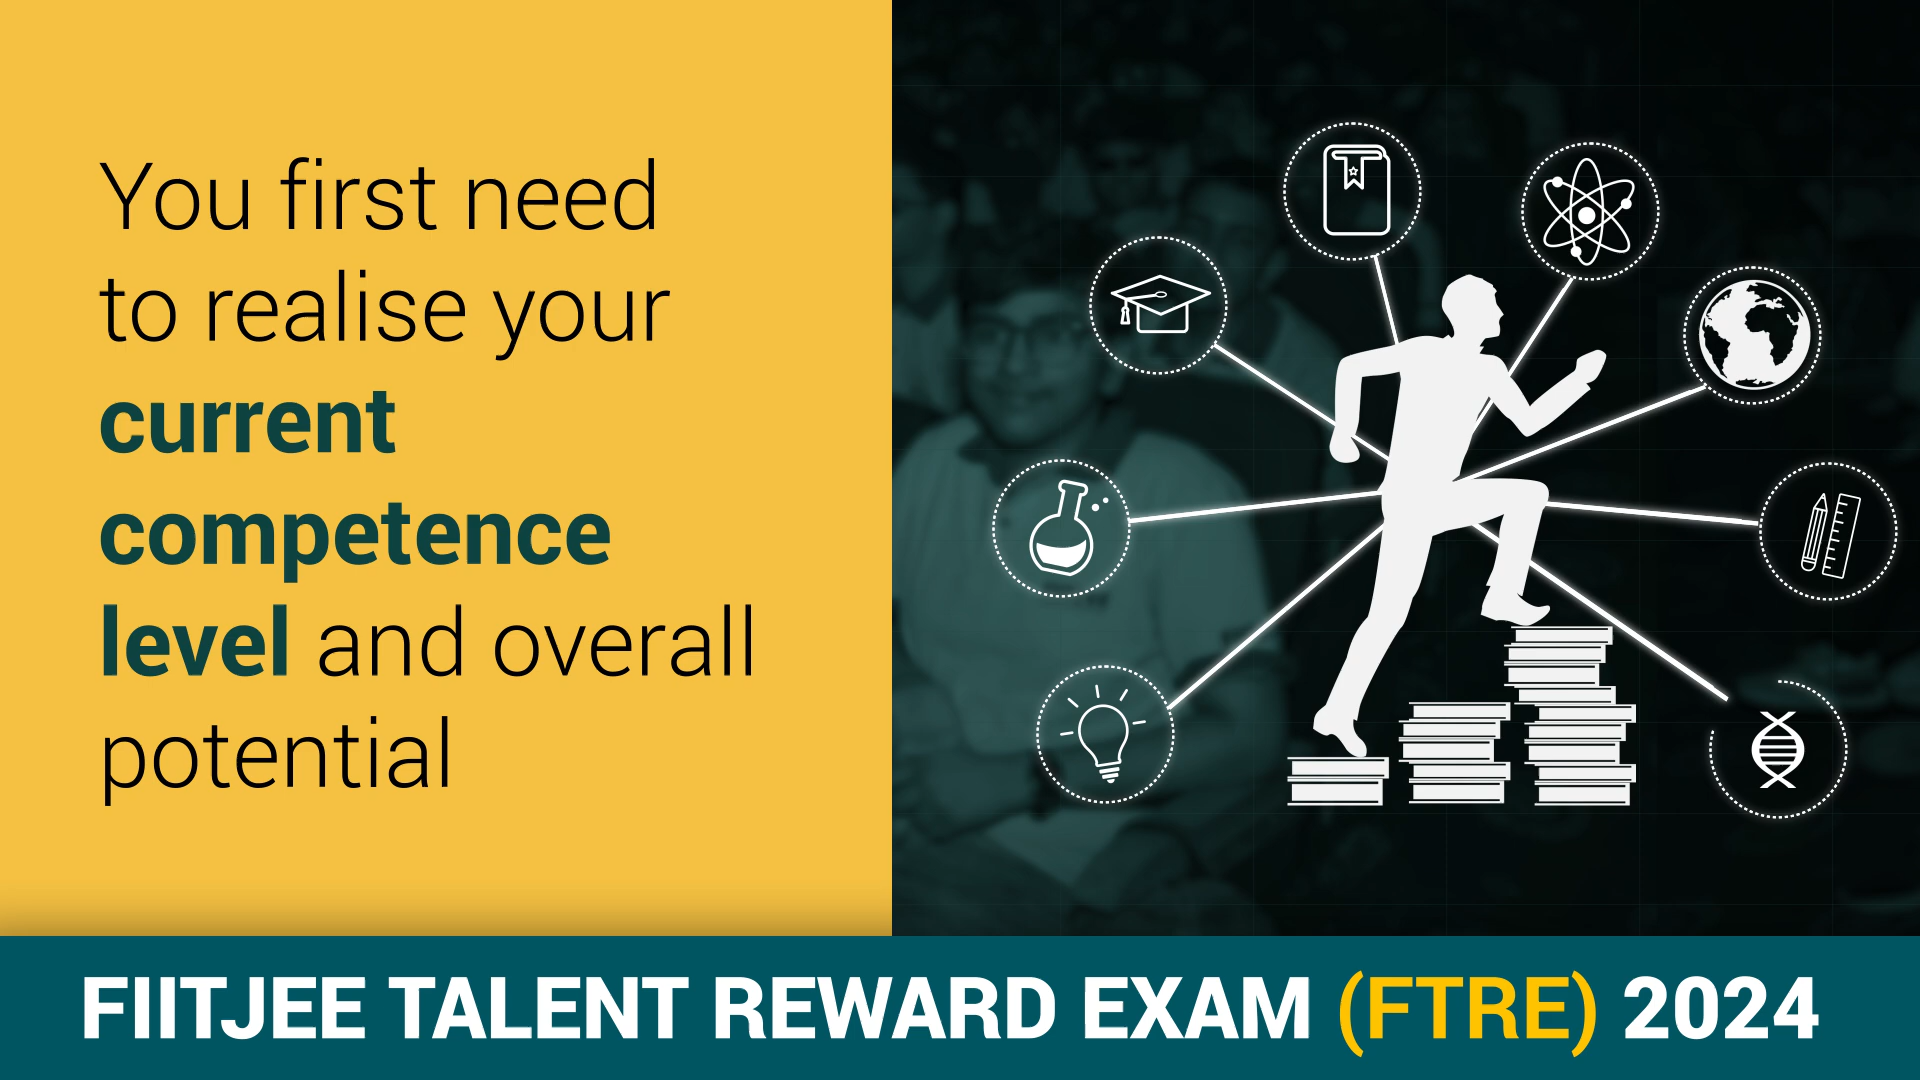 You first need
to realise your
current
competence
level and overall
potential
FIITJEE TALENT REWARD EXAM (FTRE) 2024